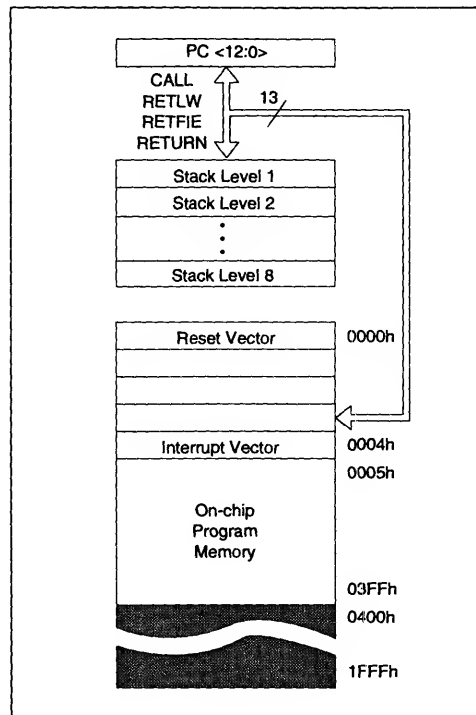 PC <12:0>
CALL
RETLW
RETFIE
RETURN
13
Stack Level 1
Stack Level 2
Stack Level 8
Reset Vector
0000h
Interrupt Vector
0004h
0005h
On-chip
Program
Memory
03FFh
0400h
1FFFh